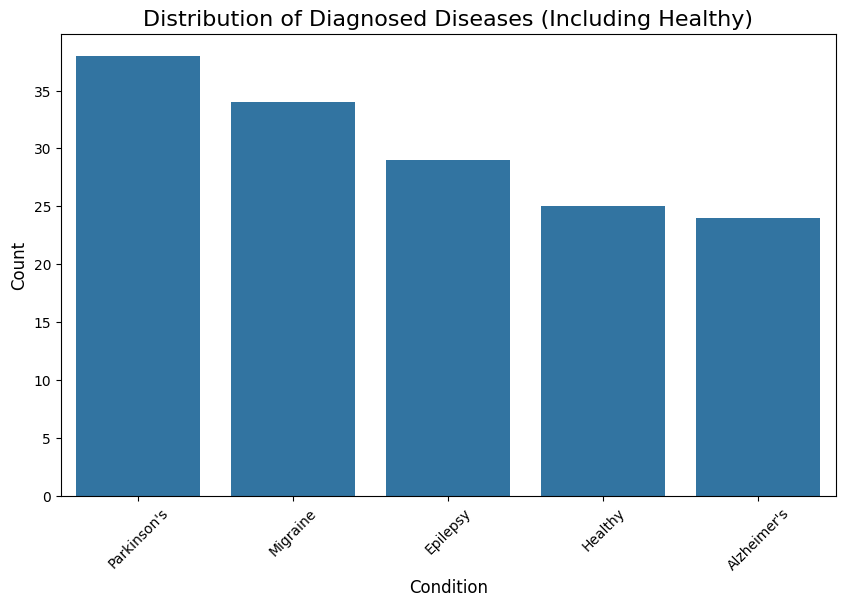 Distribution of Diagnosed Diseases (Including Healthy)
Count
35
30
25
20
15
10
5
0
Parkinson's
Migraine
Epilepsy
Healthy
Alzheimer's
Condition